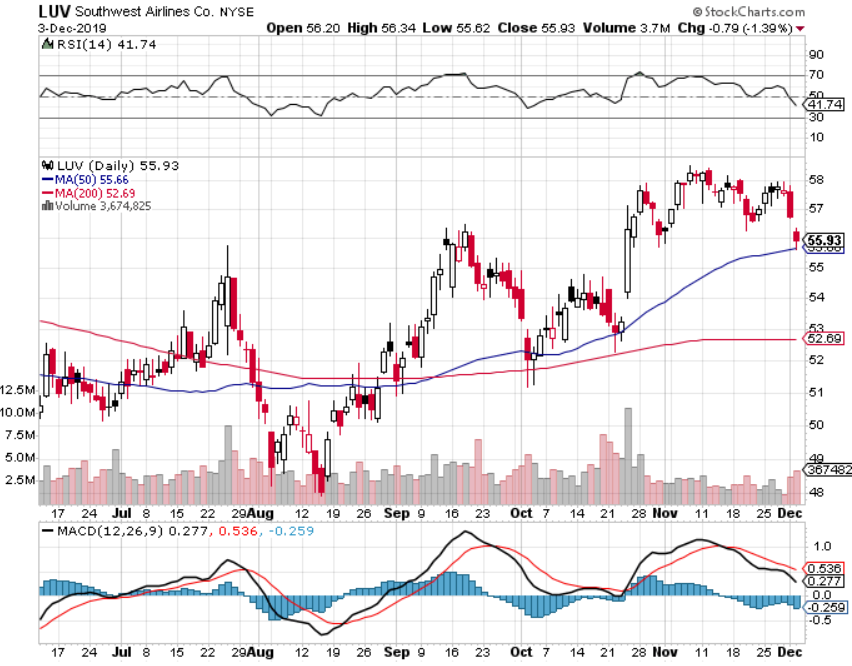 LUV Southwest Airlines Co. NYSE © StockCharts.com
3-Dec-2019 Open 56.20 High 56.34 Low 55.62 Close 55.93 Volume 3.7M Chg -0.79 (-1.39%)
RSI(14) 41.74
90
70
50
41.74
30
10
LUV (Daily) 55.93
MA(50) 55.66
MA(200) 52.69
Volume 3,674,825
58
57
55.93
55
54
53
52.69
52
51
50
49
48
12.5M
10.0M
7.5M
5.0M
2.5M
367482
17 24 Jul 8 15 22 29 Aug 12 19 26 Sep 9 16 23 Oct 7 14 21 28 Nov 11 18 25 Dec
MACD(12,26,9) 0.277, 0.536, -0.259
1.0
0.536
0.277
0.0
-0.259
-0.5
17 24 Jul 8 15 22 29 Aug 12 19 26 Sep 9 16 23 Oct 7 14 21 28 Nov 11 18 25 Dec